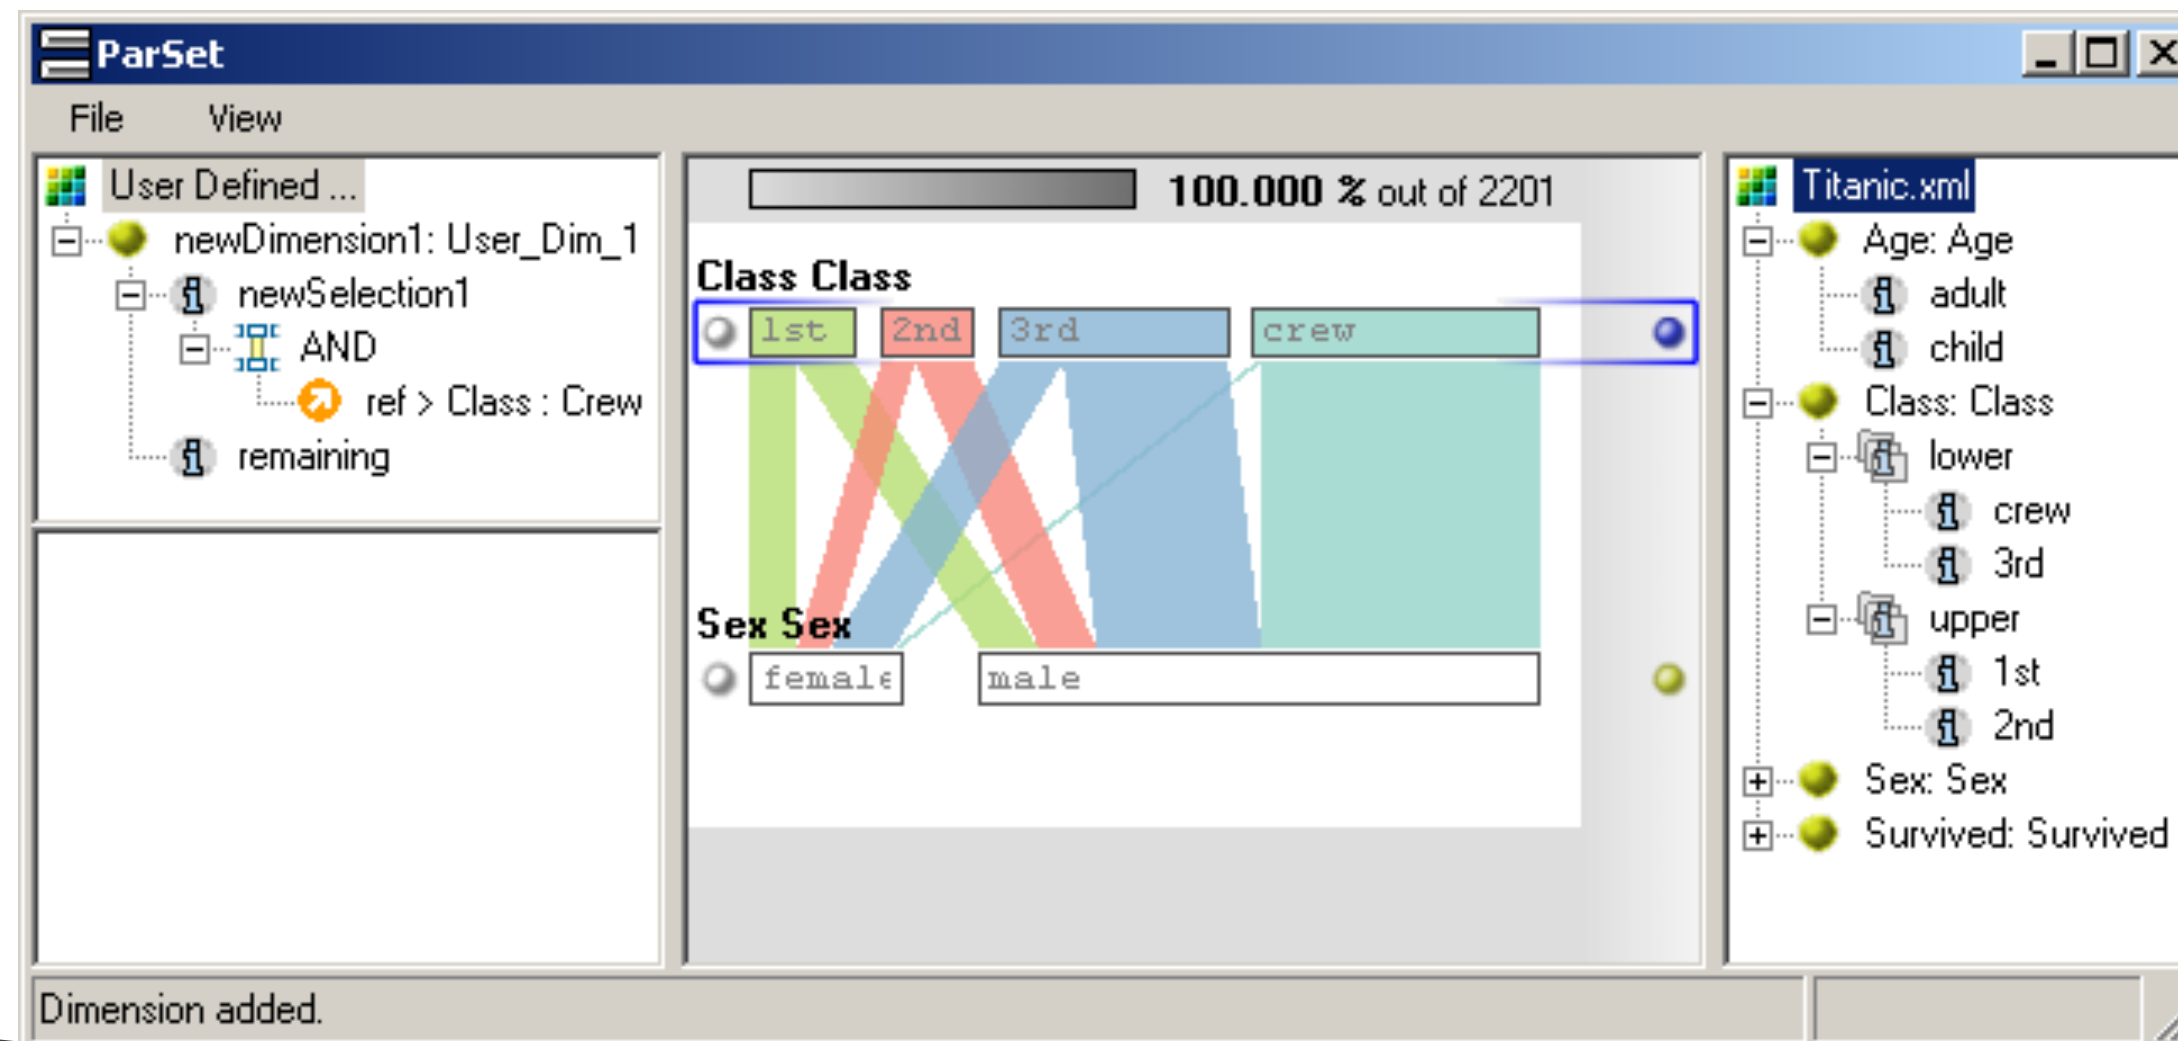 ParSet
File View
User Defined ...
newDimension1: User_Dim_1
newSelection1
AND
ref > Class : Crew
remaining
100.000 % out of 2201
Class Class
1st 2nd 3rd crew
Sex Sex
female male
Titanic.xml
Age: Age
adult
child
Class: Class
lower
crew
3rd
upper
1st
2nd
Sex: Sex
Survived: Survived
Dimension added.